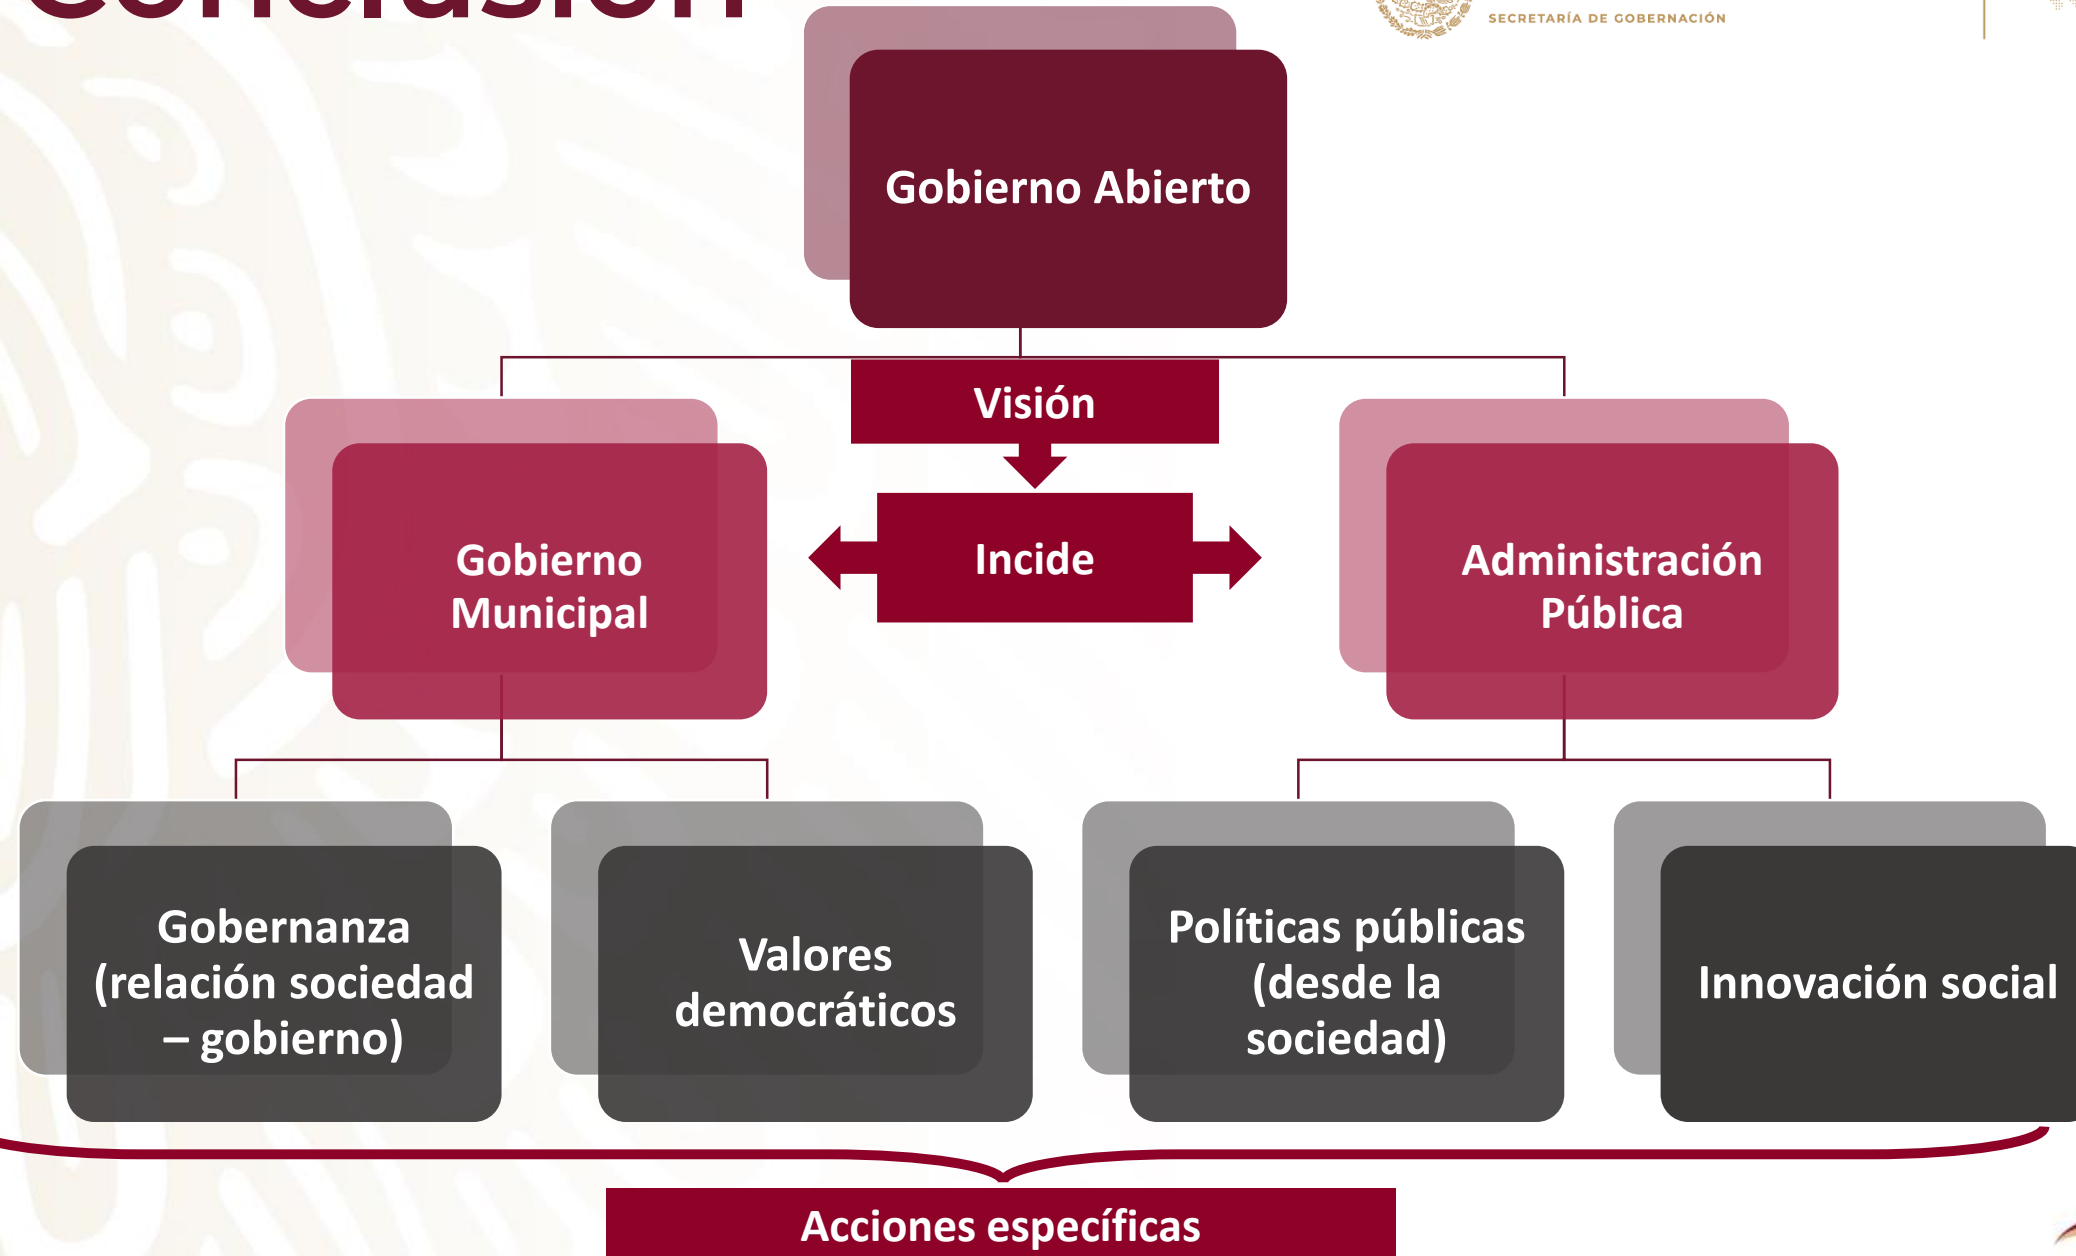 Conclusión
SECRETARÍA DE GOBERNACIÓN
Gobierno Abierto
Visión
Incide
Gobierno
Municipal
Administración
Pública
Gobernanza
(relación sociedad
– gobierno)
Valores
democráticos
Políticas públicas
(desde la
sociedad)
Innovación social
Acciones específicas